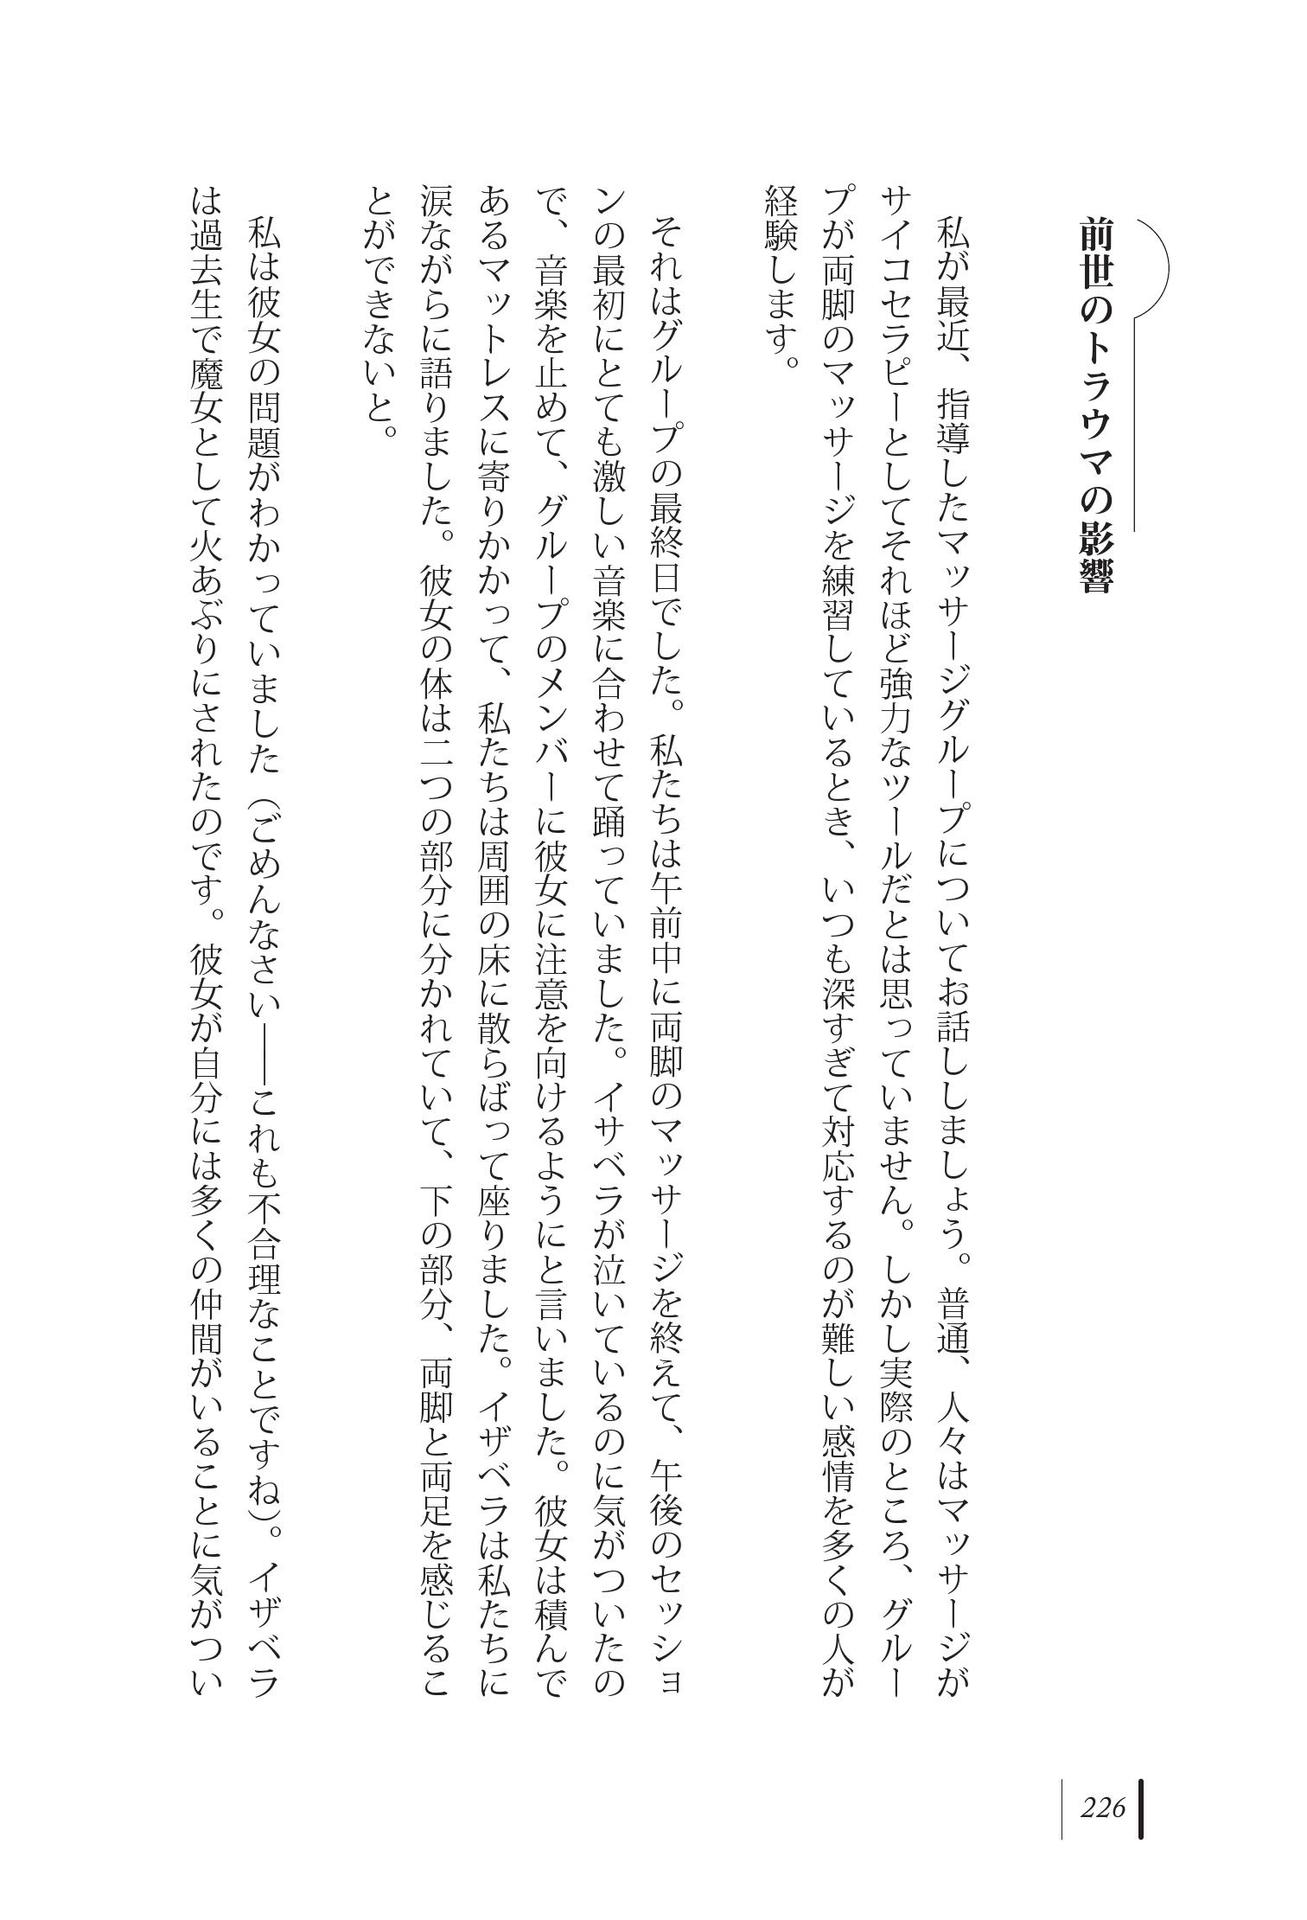 前世のトラウマの影響
私が最近、指導したマッサージグループについてお話ししましょう。普通、人々はマッサージが
サイコセラピーとしてそれほど強力なツールだとは思っていません。しかし実際のところ、グルー
プが両脚のマッサージを練習しているとき、いつも深すぎて対応するのが難しい感情を多くの人が
経験します。
それはグループの最終日でした。私たちは午前中に両脚のマッサージを終えて、午後のセッショ
ンの最初にとても激しい音楽に合わせて踊っていました。イサベラが泣いているのに気がついたの
で、音楽を止めて、グループのメンバーに彼女に注意を向けるようにと言いました。彼女は積んで
あるマットレスに寄りかかって、私たちは周囲の床に散らばって座りました。イザベラは私たちに
涙ながらに語りました。彼女の体は二つの部分に分かれていて、下の部分、両脚と両足を感じるこ
とができないと。
私は彼女の問題がわかっていました（ごめんなさい――これも不合理なことですね）。イザベラ
は過去生で魔女として火あぶりにされたのです。彼女が自分には多くの仲間がいることに気がつい
226